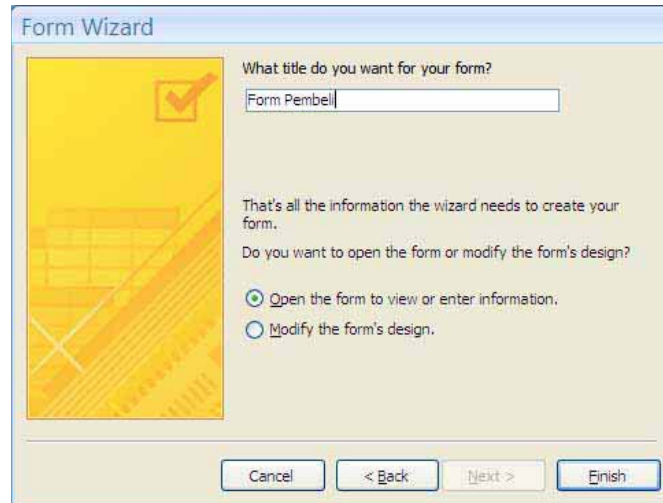 Form Wizard
What title do you want for your form?
Form Pembeli
That's all the information the wizard needs to create your
form.
Do you want to open the form or modify the form's design?
Open the form to view or enter information.
Modify the form's design.
Cancel
< Back
Next >
Finish